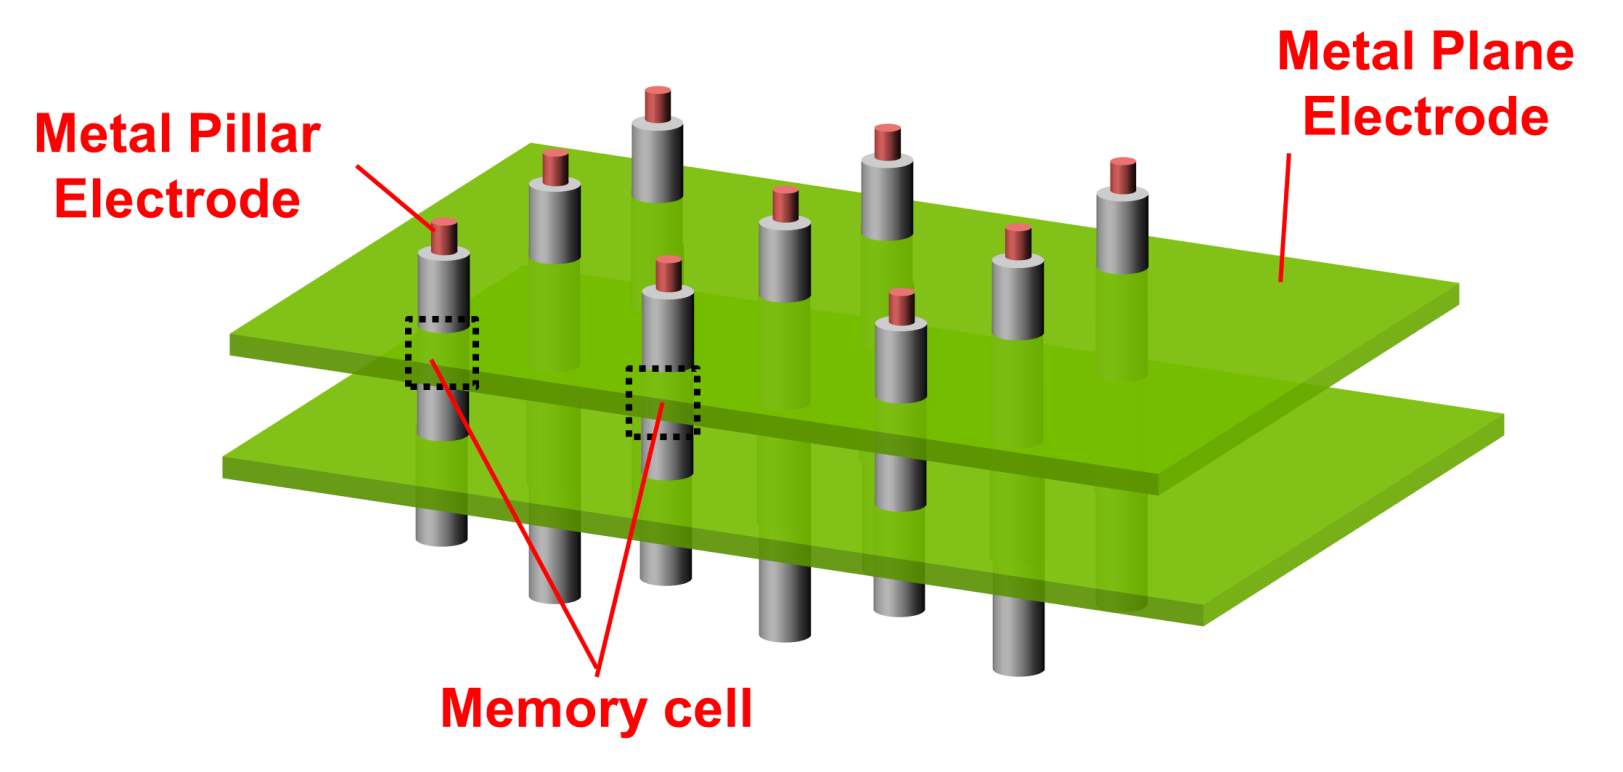 Metal Plane
Electrode
Metal Pillar
Electrode
Memory cell